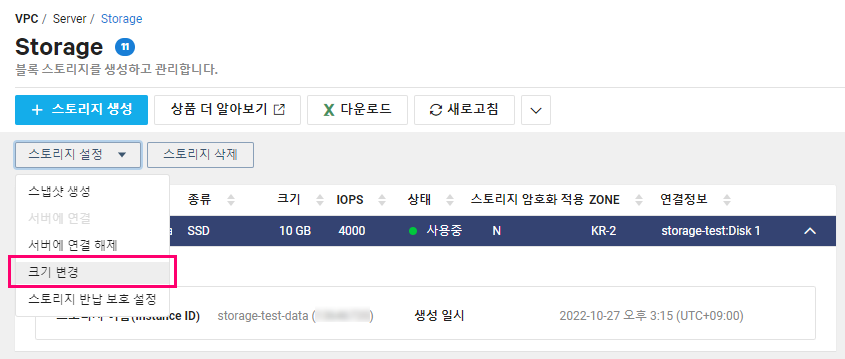 VPC / Server / Storage
Storage 11
블록 스토리지를 생성하고 관리합니다.
+ 스토리지 생성 상품 더 알아보기 다운로드 새로고침
스토리지 설정 스토리지 삭제
스냅샷 생성
서버에 연결
서버에 연결 해제
크기 변경
스토리지 반납 보호 설정
종류 크기 IOPS 상태 스토리지 암호화 적용 ZONE 연결정보
SSD 10 GB 4000 사용중 N KR-2 storage-test:Disk 1
스토리지 이름(Instance ID) storage-test-data ( ) 생성 일시 2022-10-27 오후 3:15 (UTC+09:00)